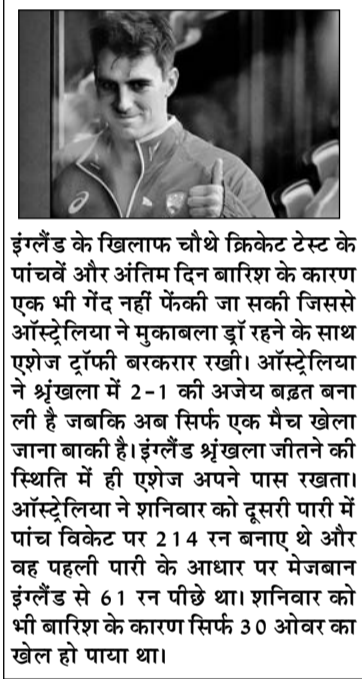 इंग्लैंड के खिलाफ चौथे क्रिकेट टेस्ट के
पांचवें और अंतिम दिन बारिश के कारण
एक भी गेंद नहीं फेंकी जा सकी जिससे
ऑस्ट्रेलिया ने मुकाबला ड्रॉ रहने के साथ
एशेज ट्रॉफी बरकरार रखी। ऑस्ट्रेलिया
ने श्रृंखला में 2-1 की अजेय बढ़त बना
ली है जबकि अब सिर्फ एक मैच खेला
जाना बाकी है। इंग्लैंड श्रृंखला जीतने की
स्थिति में ही एशेज अपने पास रखता।
ऑस्ट्रेलिया ने शनिवार को दूसरी पारी में
पांच विकेट पर 214 रन बनाए थे और
वह पहली पारी के आधार पर मेजबान
इंग्लैंड से 61 रन पीछे था। शनिवार को
भी बारिश के कारण सिर्फ 30 ओवर का
खेल हो पाया था।